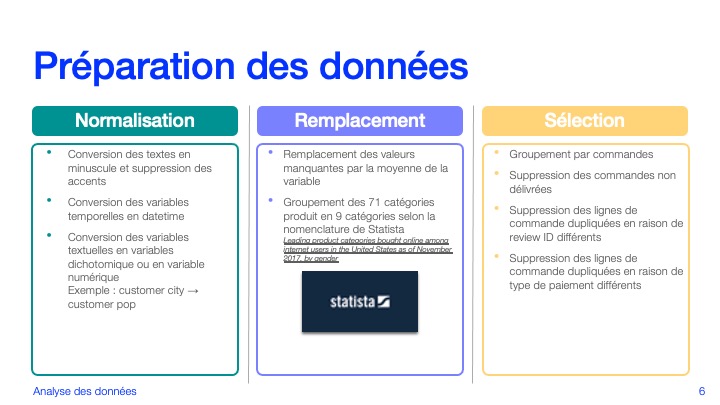 Préparation des données
Normalisation
Conversion des textes en
minuscule et suppression des
accents
Conversion des variables
temporelles en datetime
Conversion des variables
textuelles en variables
dichotomique ou en variable
numérique
Exemple : customer city →
customer pop
Remplacement
Remplacement des valeurs
manquantes par la moyenne de la
variable
Groupement des 71 catégories
produit en 9 catégories selon la
nomenclature de Statista
Leading product categories bought online among
internet users in the United States as of November
2017, by gender
statista
Sélection
Groupement par commandes
Suppression des commandes non
délivrées
Suppression des lignes de
commande dupliquées en raison de
review ID différents
Suppression des lignes de
commande dupliquées en raison de
type de paiement différents
Analyse des données
6